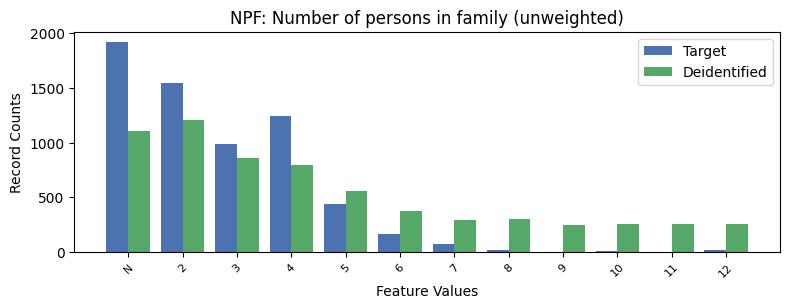 NPF: Number of persons in family (unweighted)
Target
Deidentified
Record Counts
2000
1500
1000
500
0
N 2 3 4 5 6 7 8 9 10 11 12
Feature Values